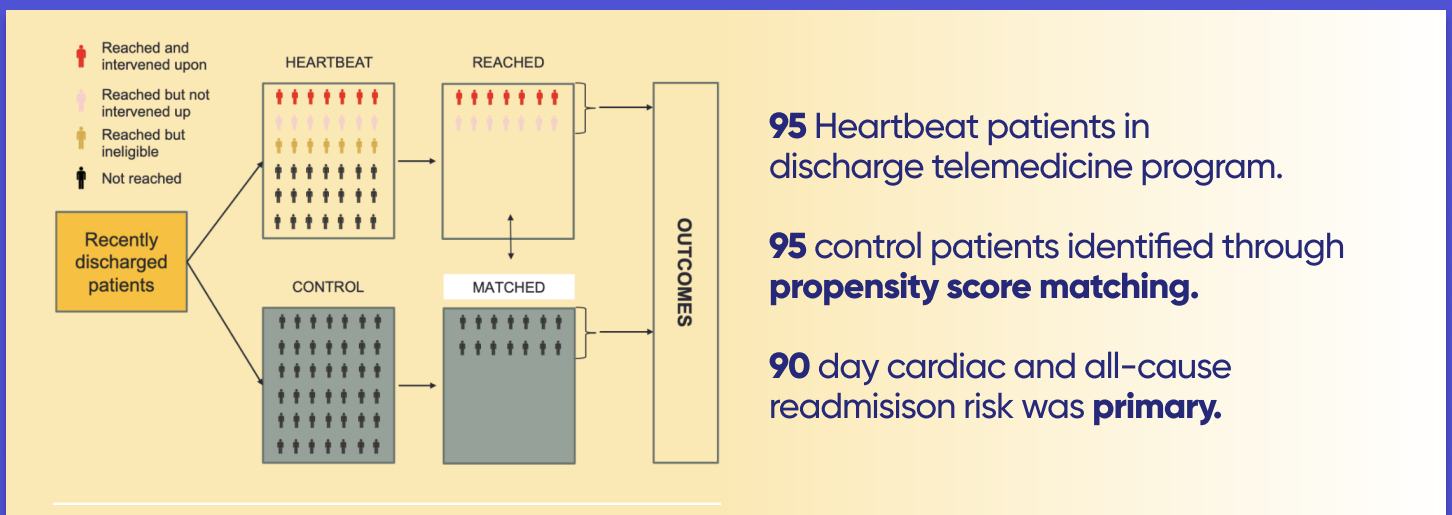 Reached and
intervened upon
Reached but not
intervened up
Reached but
ineligible
Not reached
Recently
discharged
patients
HEARTBEAT
REACHED
CONTROL
MATCHED
OUTCOMES
95 Heartbeat patients in
discharge telemedicine program.
95 control patients identified through
propensity score matching.
90 day cardiac and all-cause
readmisison risk was primary.